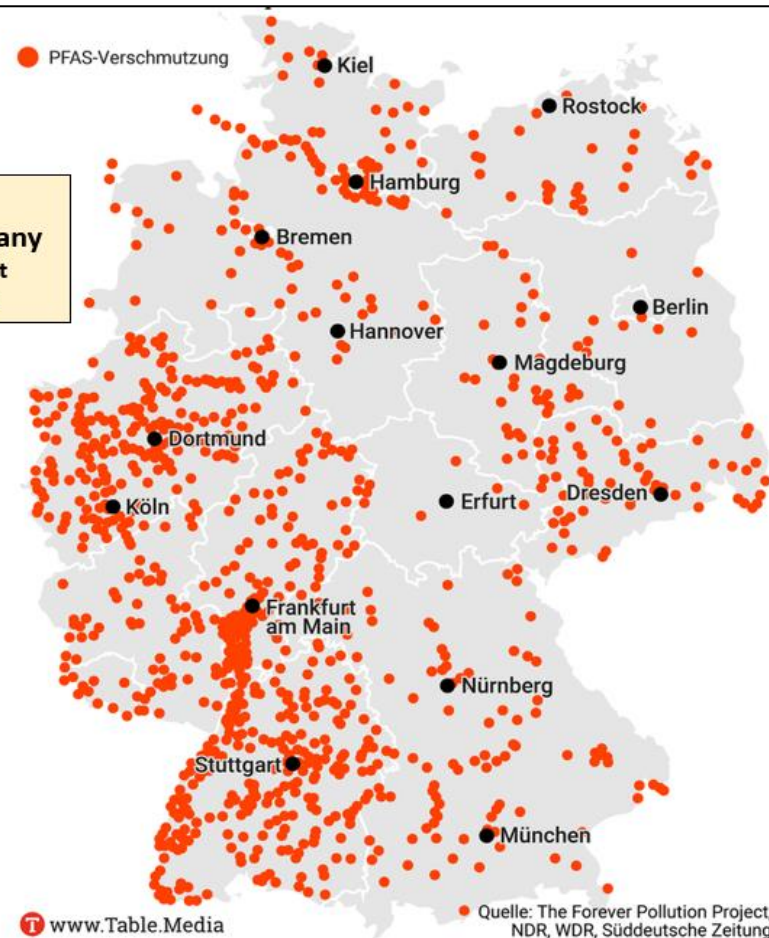 PFAS-Verschmutzung
Kiel
Rostock
Hamburg
any
t
Bremen
Berlin
Hannover
Magdeburg
Dortmund
Köln
Erfurt
Dresden
Frankfurt
am Main
Nürnberg
Stuttgart
München
www.Table.Media
Quelle: The Forever Pollution Project,
NDR, WDR, Süddeutsche Zeitung